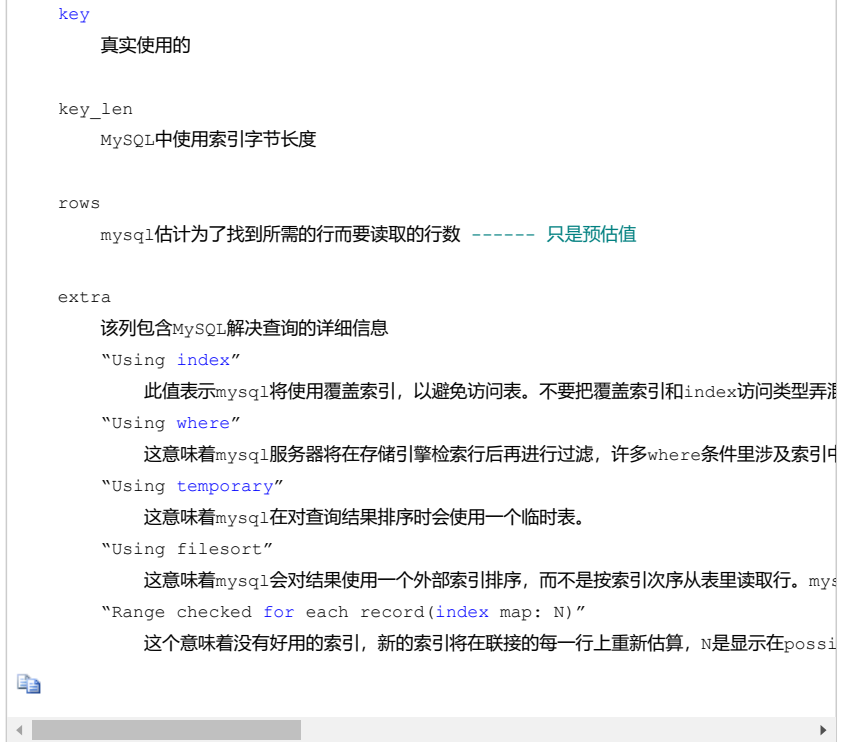 key
真实使用的
key_len
MySQL中使用索引字节长度
rows
mysql估计为了找到所需的行而要读取的行数 ------ 只是预估值
extra
该列包含MySQL解决查询的详细信息
“Using index”
此值表示mysql将使用覆盖索引，以避免访问表。不要把覆盖索引和index访问类型弄混
“Using where”
这意味着mysql服务器将在存储引擎检索行后再进行过滤，许多where条件里涉及索引中
“Using temporary”
这意味着mysql在对查询结果排序时会使用一个临时表。
“Using filesort”
这意味着mysql会对结果使用一个外部索引排序，而不是按索引次序从表里读取行。mys
“Range checked for each record(index map: N)”
这个意味着没有好用的索引，新的索引将在联接的每一行上重新估算，N是显示在possi